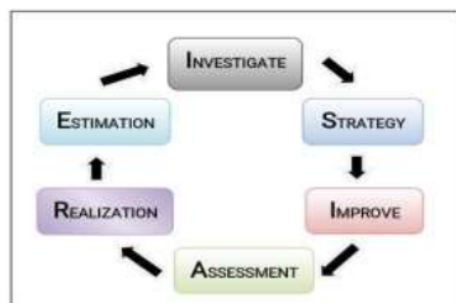 INVESTIGATE
STRATEGY
IMPROVE
ASSESSMENT
REALIZATION
ESTIMATION